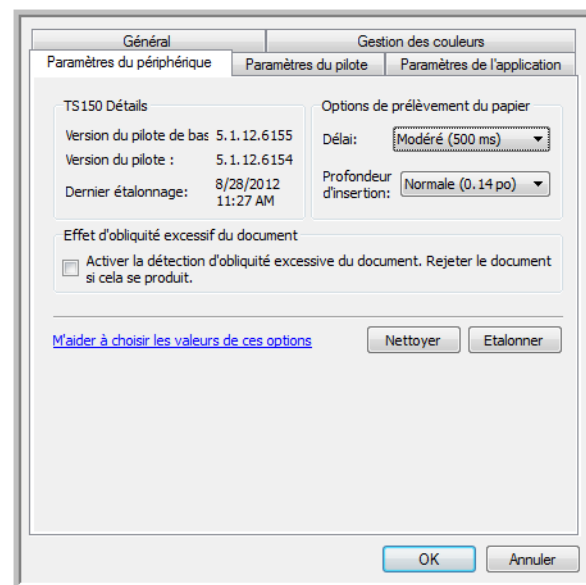 Général
Gestion des couleurs
Paramètres du périphérique
Paramètres du pilote
Paramètres de l'application
TS150 Détails
Version du pilote de bas 5.1.12.6155
Version du pilote : 5.1.12.6154
Dernier étalonnage: 8/28/2012
11:27 AM
Options de prélèvement du papier
Délai: Modéré (500 ms)
Profondeur
d'insertion: Normale (0.14 po)
Effet d'obliquité excessif du document
Activer la détection d'obliquité excessive du document. Rejeter le document
si cela se produit.
M'aider à choisir les valeurs de ces options
Nettoyer
Etalonner
OK
Annuler